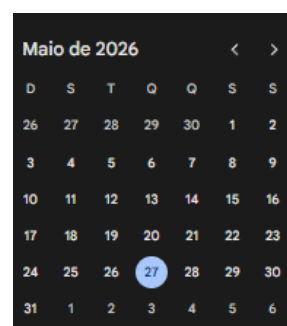 Maio de 2026 < >
D S T Q Q S S
26 27 28 29 30 1 2
3 4 5 6 7 8 9
10 11 12 13 14 15 16
17 18 19 20 21 22 23
24 25 26 27 28 29 30
31 1 2 3 4 5 6